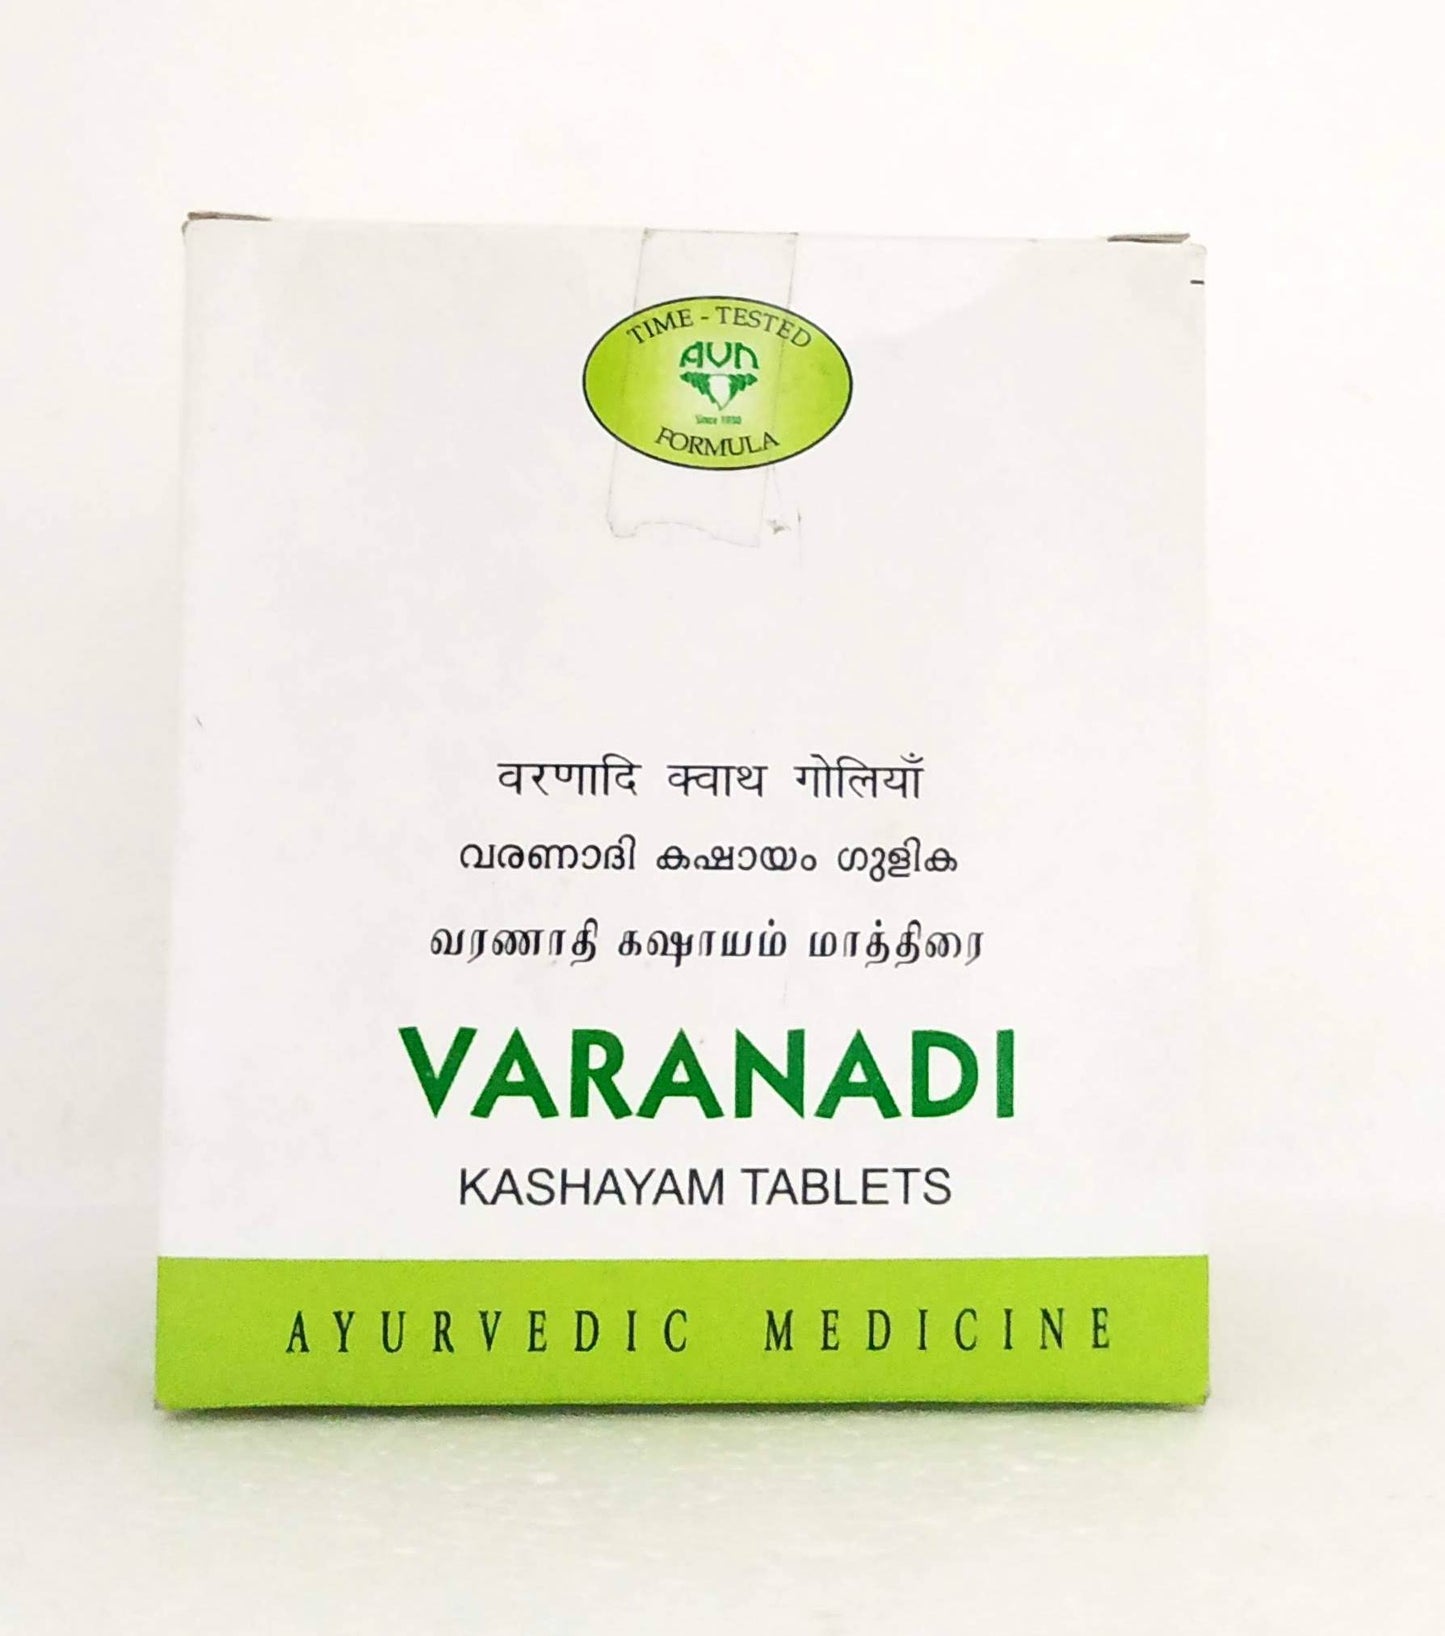 TIME - TESTED
AVN
Since 1930
FORMULA
वरणादि क्वाथ गोलियाँ
വരണാദി കഷായം ഗുളിക
வரணாதி கஷாயம் மாத்திரை
VARANADI
KASHAYAM TABLETS
AYURVEDIC MEDICINE